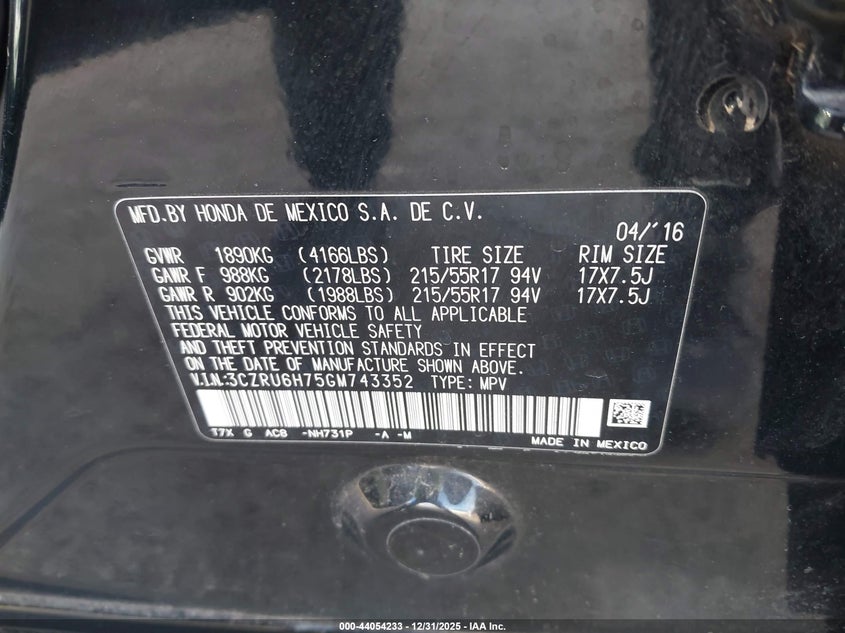 MFD.BY HONDA DE MEXICO S.A. DE C.V.
04/'16
GVWR 1890KG (4166LBS) TIRE SIZE RIM SIZE
GAWR F 988KG (2178LBS) 215/55R17 94V 17X7.5J
GAWR R 902KG (1988LBS) 215/55R17 94V 17X7.5J
THIS VEHICLE CONFORMS TO ALL APPLICABLE
FEDERAL MOTOR VEHICLE SAFETY
AND THEFT PREVENTION STANDARDS IN EFFECT
ON THE DATE OF MANUFACTURE SHOWN ABOVE.
V.I.N.:3CZRU6H75GM743352 TYPE: MPV
T7X G AC8 -NH731P -A -M
MADE IN MEXICO
000-44054233 - 12/31/2025 - IAA Inc.